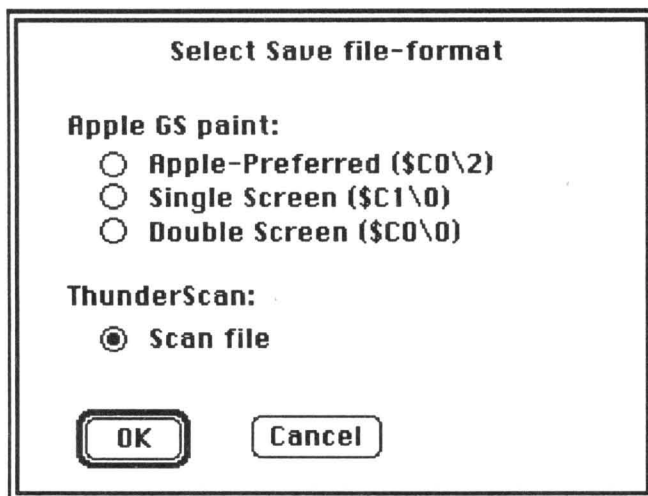 Select Save file-format
Apple GS paint:
Apple-Preferred ($C0\2)
Single Screen ($C1\0)
Double Screen ($C0\0)
ThunderScan:
Scan file
OK Cancel